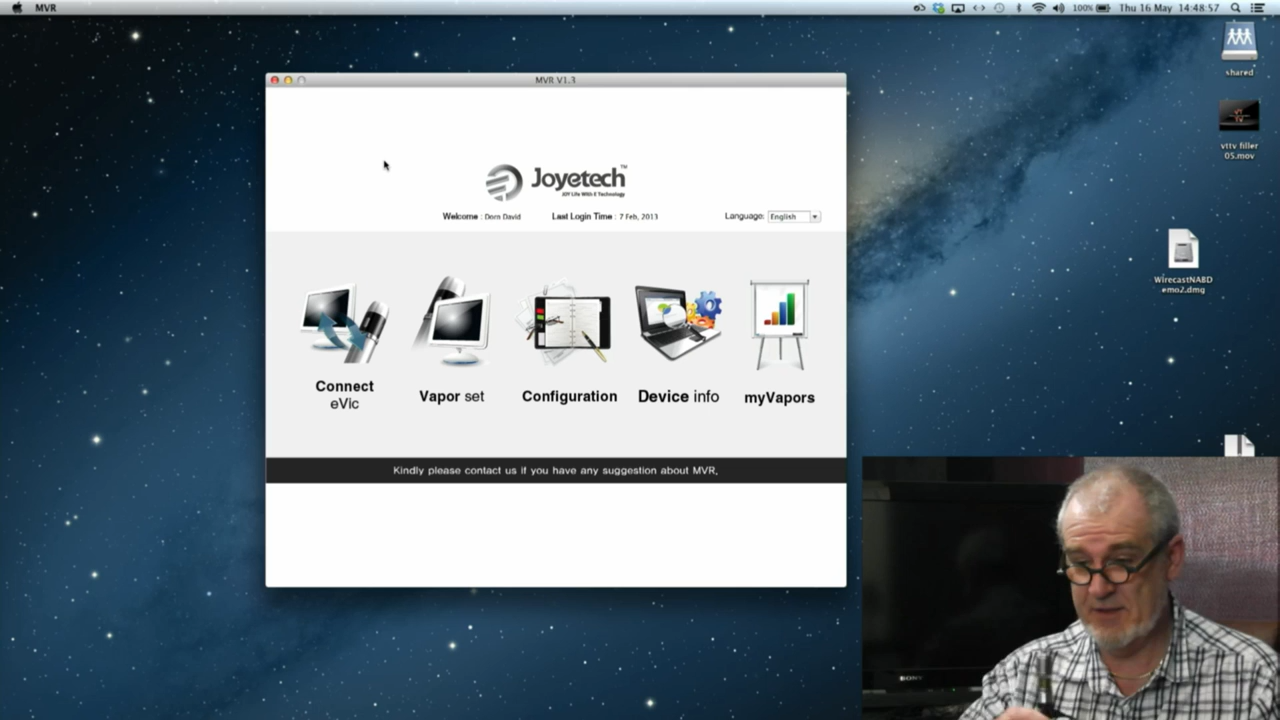 MVR
100%
Thu 16 May 14:48:57
shared
MVR V1.3
Joyetech™
JOY Life With E Technology
Welcome : Dorn David
Last Login Time : 7 Feb, 2013
Language: English
vttv filler
05.mov
WirecastNABD
emo2.dmg
Connect
eVic
Vapor set
Configuration
Device info
myVapors
Kindly please contact us if you have any suggestion about MVR,
SONY